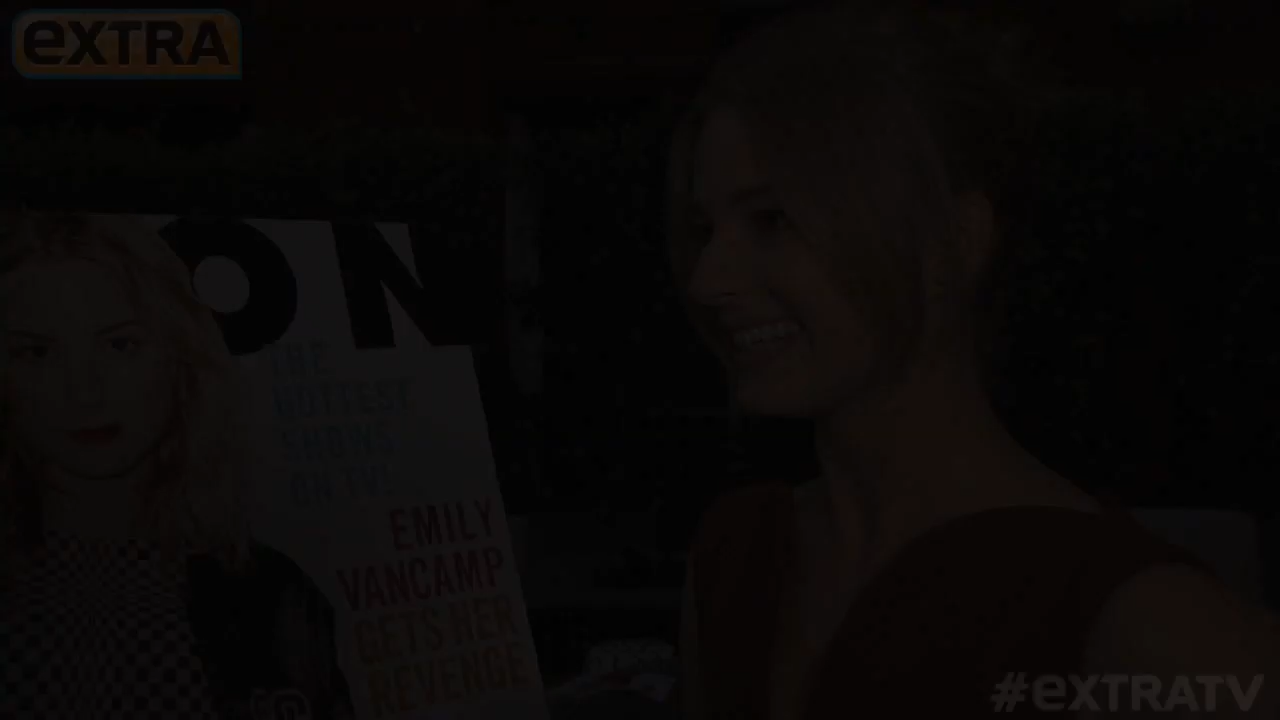 eXTRA
ON
THE
HOTTEST
SHOWS
ON TV!
EMILY
VANCAMP
GETS HER
REVENGE
#eXTRATV